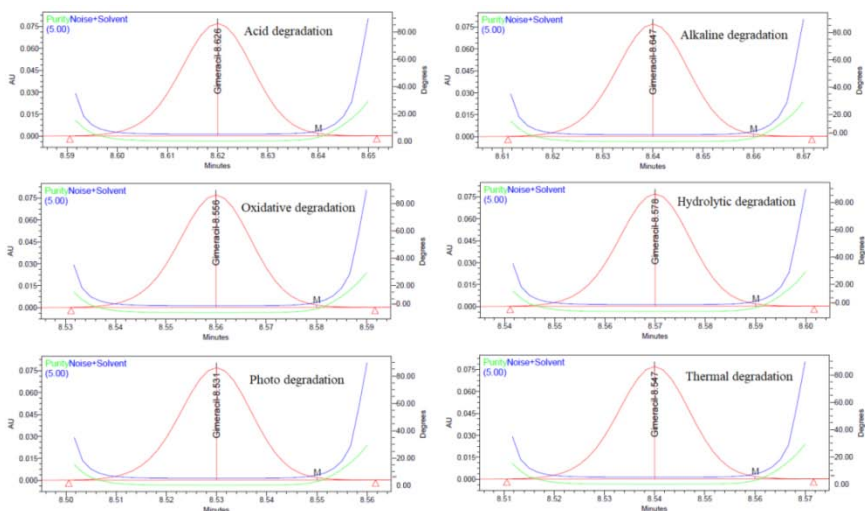 PurityNoise+Solvent
(5.00)
Acid degradation
Gimeracil-8.626
M
AU
0.075
0.060
0.045
0.030
0.015
0.000
80.00
60.00
40.00
20.00
0.00
Degrees
8.59 8.60 8.61 8.62 8.63 8.64 8.65
Minutes
PurityNoise+Solvent
(5.00)
Alkaline degradation
Gimeracil-8.647
M
AU
0.075
0.060
0.045
0.030
0.015
0.000
80.00
60.00
40.00
20.00
0.00
Degrees
8.61 8.62 8.63 8.64 8.65 8.66 8.67
Minutes
PurityNoise+Solvent
(5.00)
Oxidative degradation
Gimeracil-8.556
M
AU
0.075
0.060
0.045
0.030
0.015
0.000
80.00
60.00
40.00
20.00
0.00
Degrees
8.53 8.54 8.55 8.56 8.57 8.58 8.59
Minutes
PurityNoise+Solvent
(5.00)
Hydrolytic degradation
Gimeracil-8.578
M
AU
0.075
0.060
0.045
0.030
0.015
0.000
80.00
60.00
40.00
20.00
0.00
Degrees
8.54 8.55 8.56 8.57 8.58 8.59 8.60
Minutes
PurityNoise+Solvent
(5.00)
Photo degradation
Gimeracil-8.531
M
AU
0.075
0.060
0.045
0.030
0.015
0.000
80.00
60.00
40.00
20.00
0.00
Degrees
8.50 8.51 8.52 8.53 8.54 8.55 8.56
Minutes
PurityNoise+Solvent
(5.00)
Thermal degradation
Gimeracil-8.547
M
AU
0.075
0.060
0.045
0.030
0.015
0.000
80.00
60.00
40.00
20.00
0.00
Degrees
8.51 8.52 8.53 8.54 8.55 8.56 8.57
Minutes